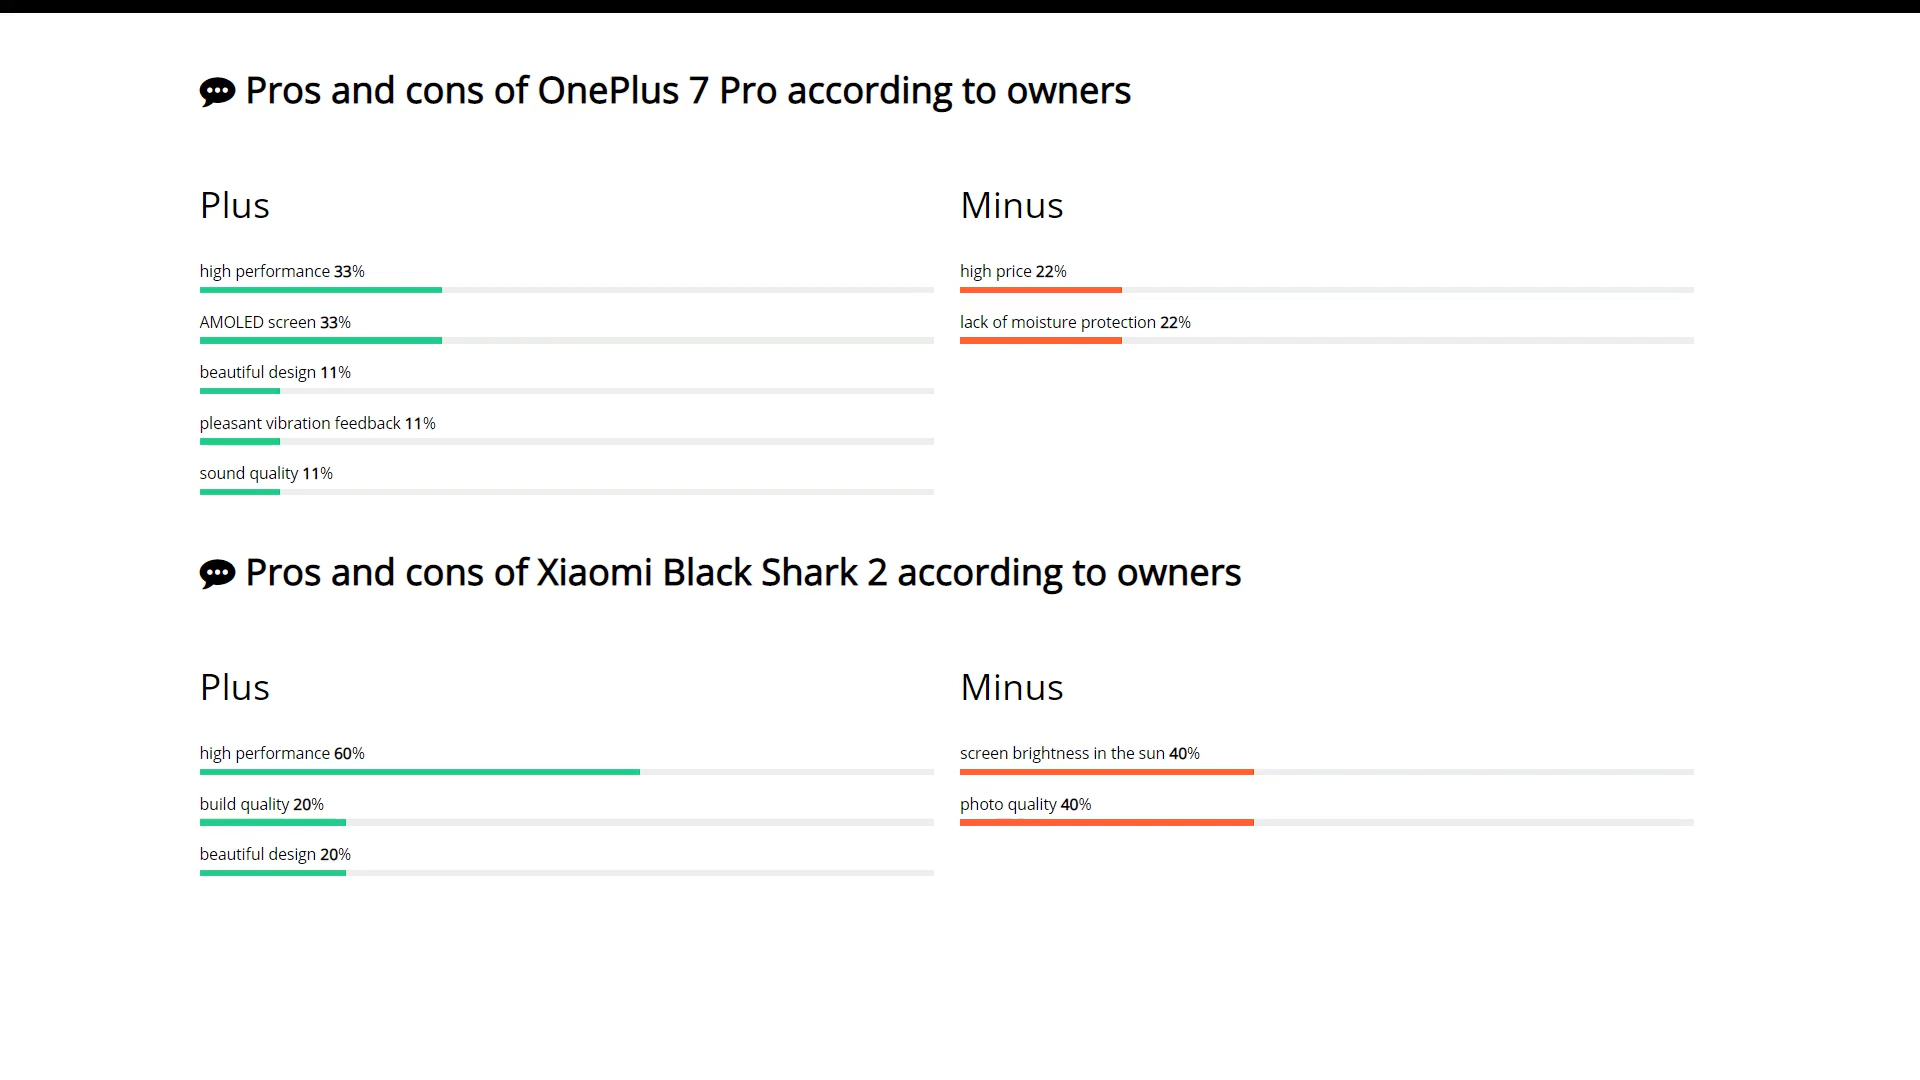 Pros and cons of OnePlus 7 Pro according to owners
Plus
high performance 33%
AMOLED screen 33%
beautiful design 11%
pleasant vibration feedback 11%
sound quality 11%
Minus
high price 22%
lack of moisture protection 22%
Pros and cons of Xiaomi Black Shark 2 according to owners
Plus
high performance 60%
build quality 20%
beautiful design 20%
Minus
screen brightness in the sun 40%
photo quality 40%